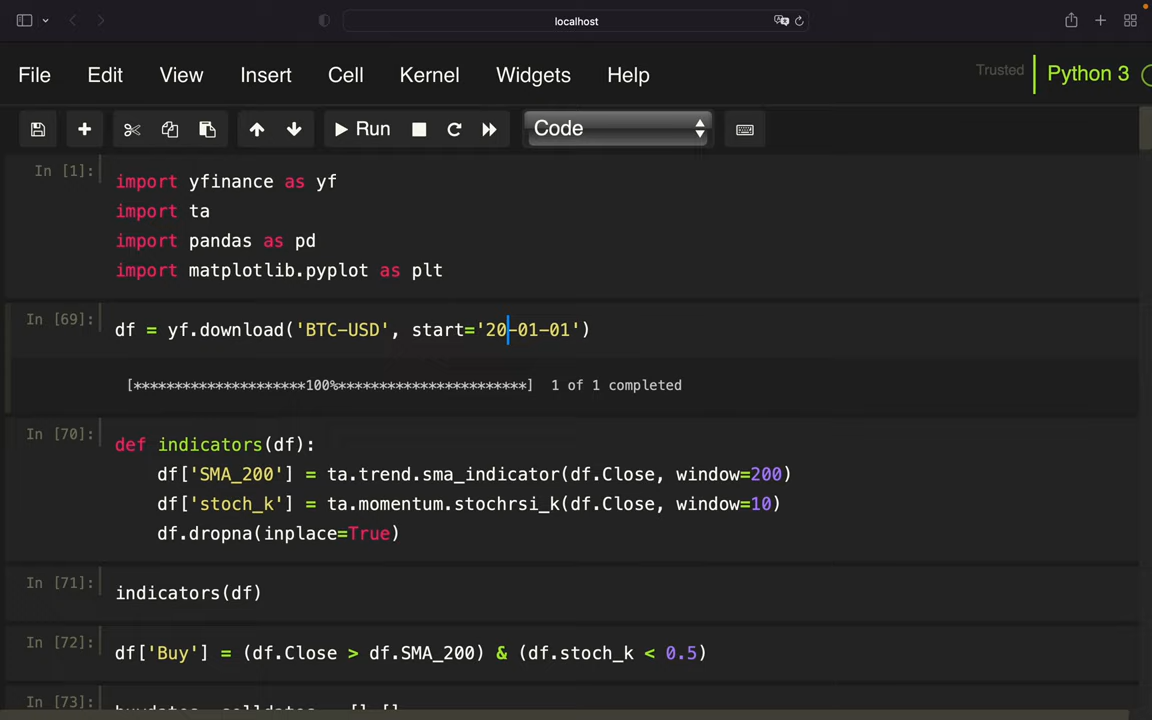 localhost
File Edit View Insert Cell Kernel Widgets Help Trusted Python 3
Run Code
In [1]:
import yfinance as yf
import ta
import pandas as pd
import matplotlib.pyplot as plt
In [69]:
df = yf.download('BTC-USD', start='20-01-01')
[*********************100%***********************] 1 of 1 completed
In [70]:
def indicators(df):
df['SMA_200'] = ta.trend.sma_indicator(df.Close, window=200)
df['stoch_k'] = ta.momentum.stochrsi_k(df.Close, window=10)
df.dropna(inplace=True)
In [71]:
indicators(df)
In [72]:
df['Buy'] = (df.Close > df.SMA_200) & (df.stoch_k < 0.5)
In [73]: